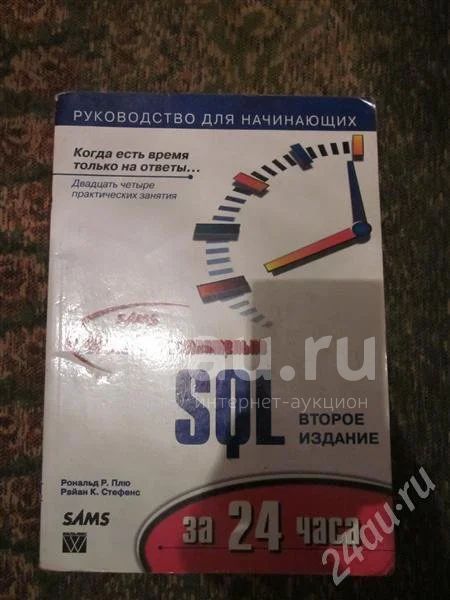 РУКОВОДСТВО ДЛЯ НАЧИНАЮЩИХ
Когда есть время
только на ответы...
Двадцать четыре
практических занятия
SAMS
au.ru
интернет-аукцион
SQL
ВТОРОЕ
ИЗДАНИЕ
Рональд Р. Плю
Райан К. Стефенс
SAMS
за 24 часа
24au.ru